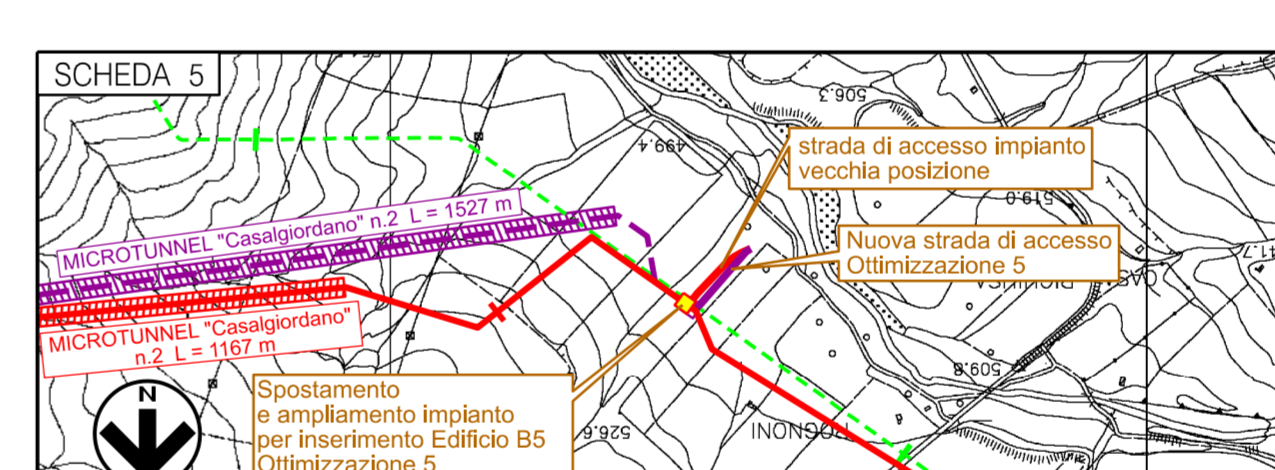 SCHEDA 5
506.3
499.4
strada di accesso impianto
vecchia posizione
519.0
MICROTUNNEL "Casalgiordano" n.2 L = 1527 m
Nuova strada di accesso
Ottimizzazione 5
MICROTUNNEL "Casalgiordano"
n.2 L = 1167 m
509.8
N
Spostamento
e ampliamento impianto
per inserimento Edificio B5
Ottimizzazione 5
526.6